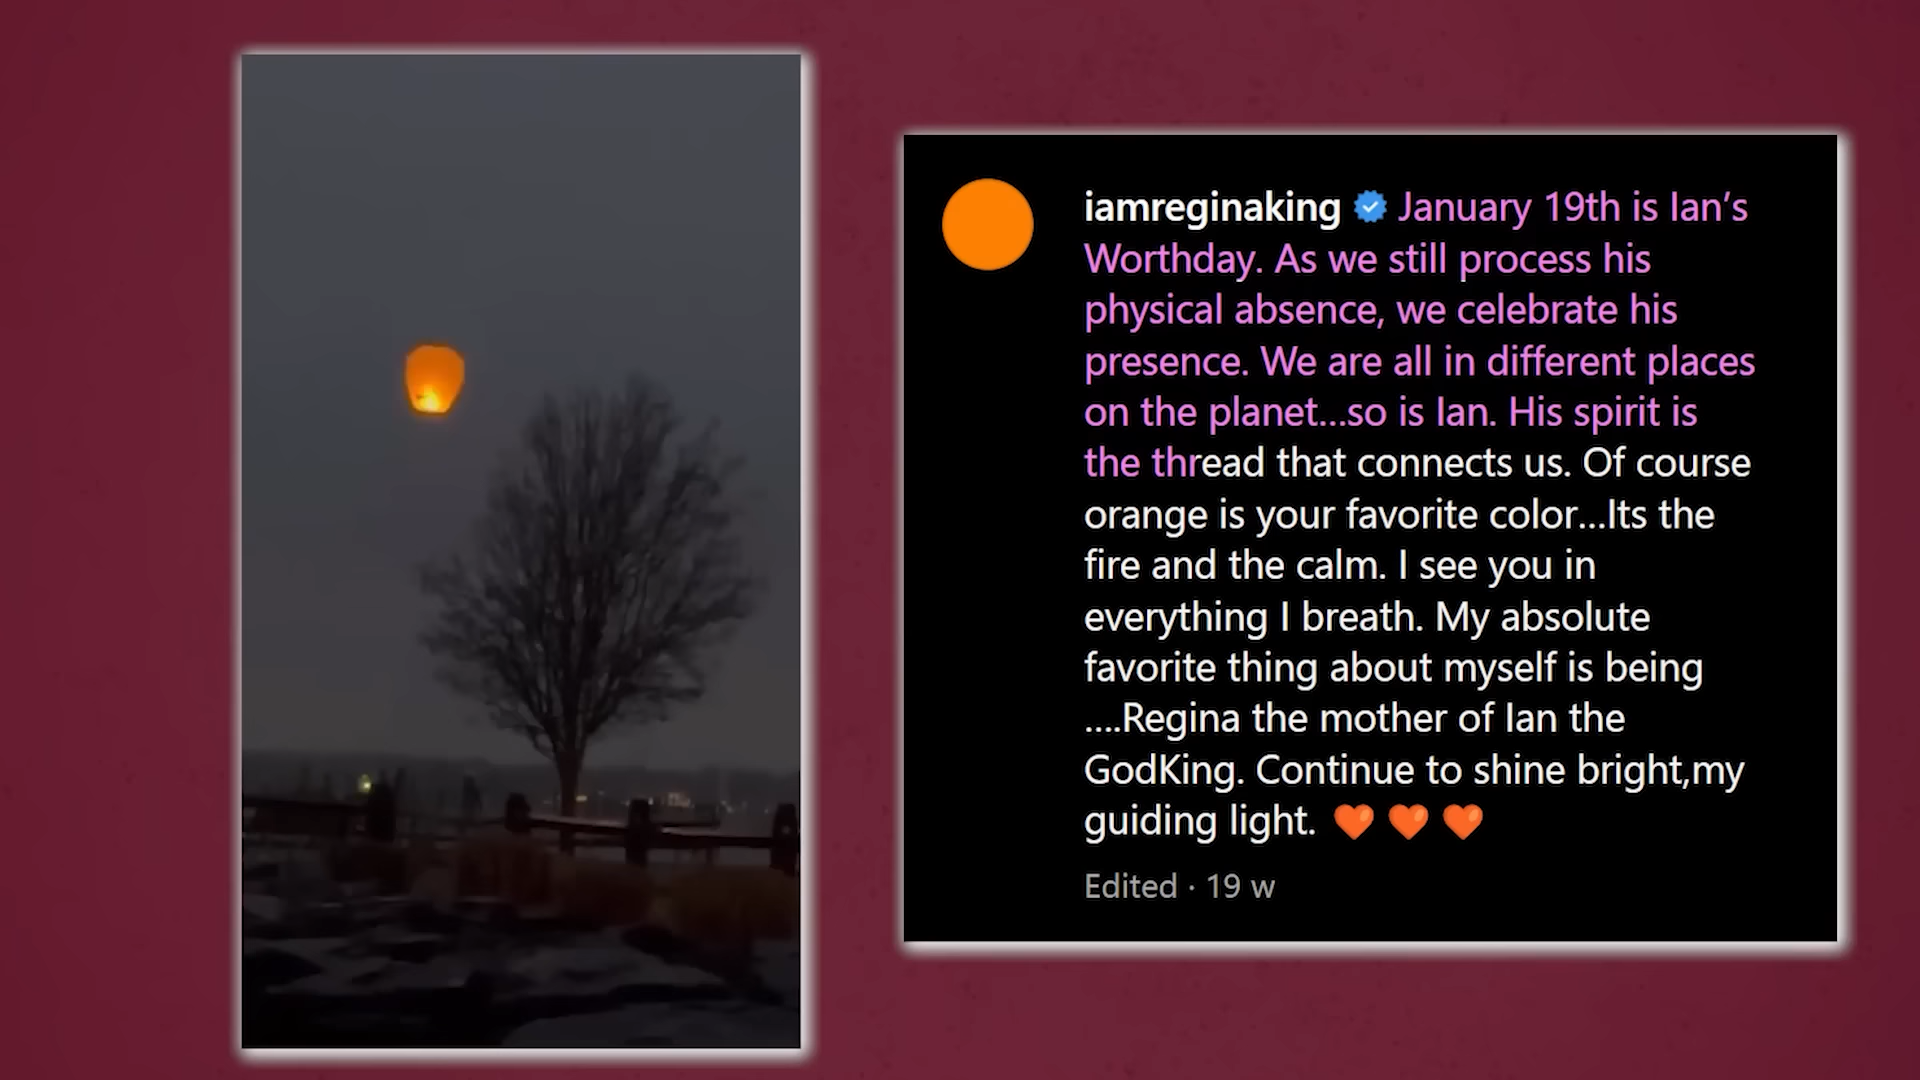 iamreginaking January 19th is Ian’s
Worthday. As we still process his
physical absence, we celebrate his
presence. We are all in different places
on the planet...so is Ian. His spirit is
the thread that connects us. Of course
orange is your favorite color...Its the
fire and the calm. I see you in
everything I breath. My absolute
favorite thing about myself is being
....Regina the mother of Ian the
GodKing. Continue to shine bright,my
guiding light. 🧡 🧡 🧡
Edited · 19 w